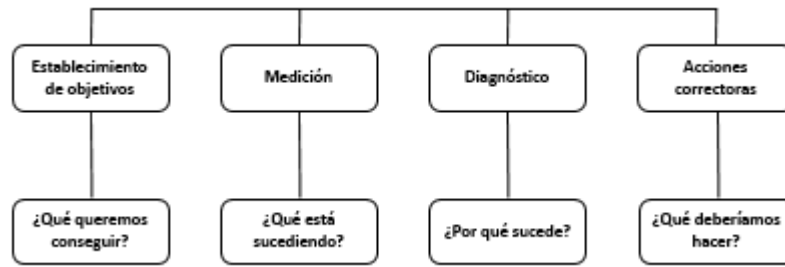 Establecimiento
de objetivos
Medición
Diagnóstico
Acciones
correctoras
¿Qué queremos
conseguir?
¿Qué está
sucediendo?
¿Por qué sucede?
¿Qué deberíamos
hacer?